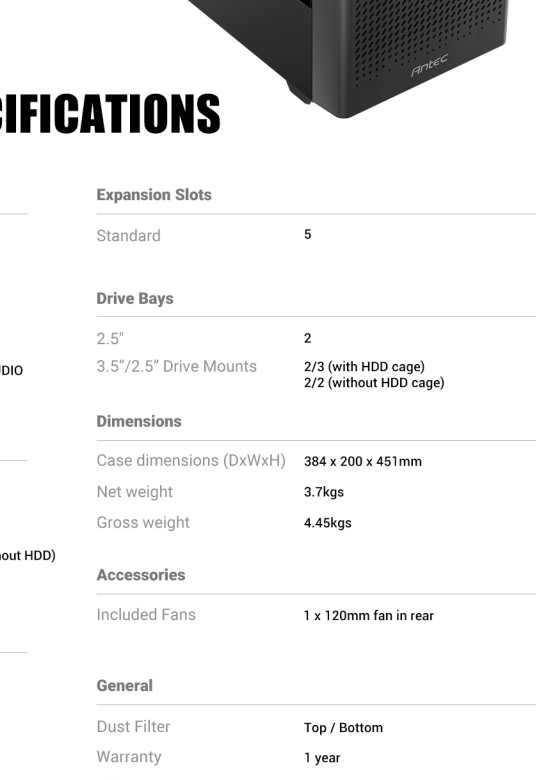 Antec
CIFICATIONS
Expansion Slots
Standard 5
Drive Bays
2.5" 2
3.5”/2.5” Drive Mounts 2/3 (with HDD cage)
2/2 (without HDD cage)
DIO
Dimensions
Case dimensions (DxWxH) 384 x 200 x 451mm
Net weight 3.7kgs
Gross weight 4.45kgs
out HDD)
Accessories
Included Fans 1 x 120mm fan in rear
General
Dust Filter Top / Bottom
Warranty 1 year